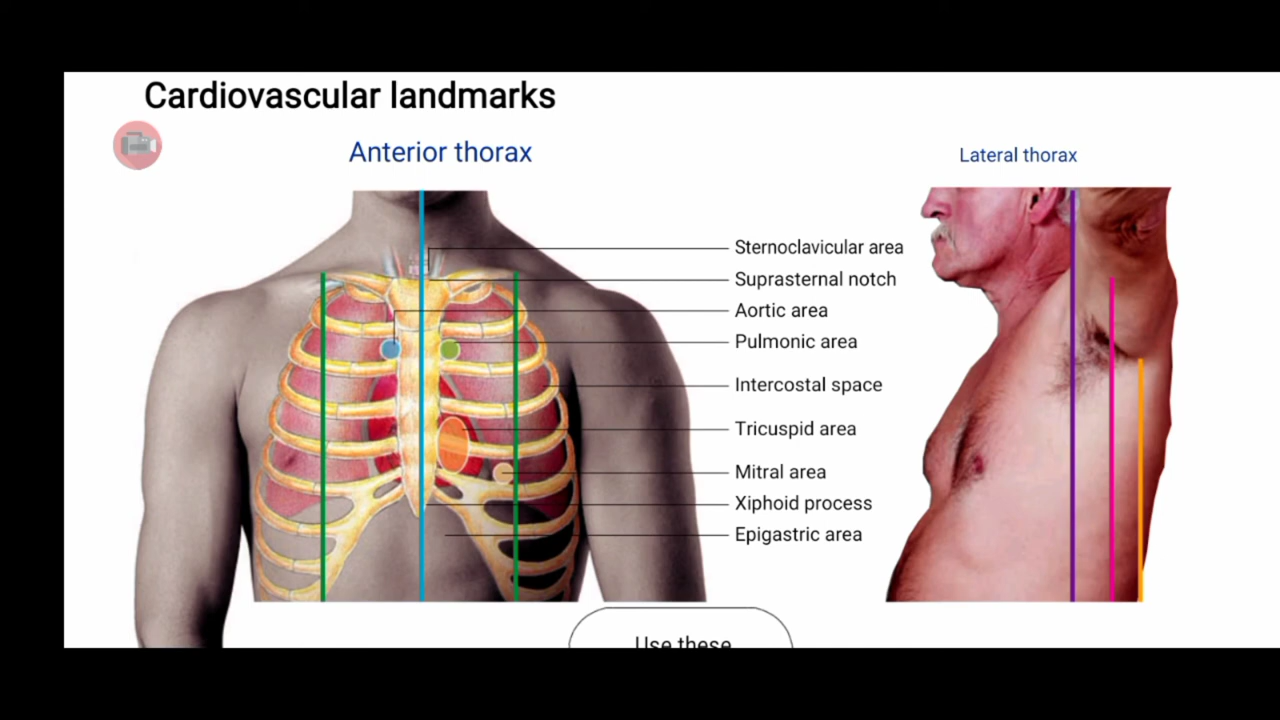 Cardiovascular landmarks
Anterior thorax
Lateral thorax
Sternoclavicular area
Suprasternal notch
Aortic area
Pulmonic area
Intercostal space
Tricuspid area
Mitral area
Xiphoid process
Epigastric area
Use these